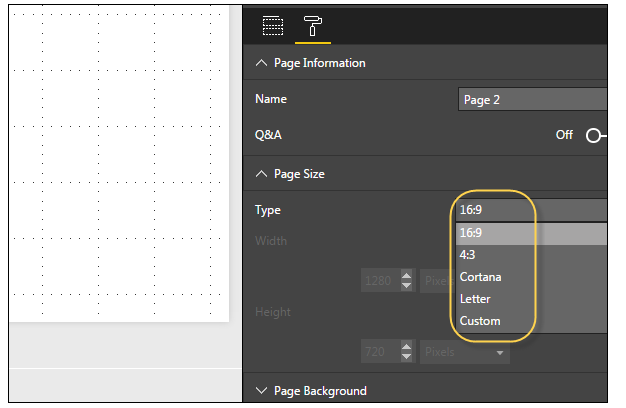 Page Information
Name Page 2
Q&A Off
Page Size
Type 16:9
16:9
Width
4:3
1280 Pixels Cortana
Letter
Height
Custom
720 Pixels
Page Background